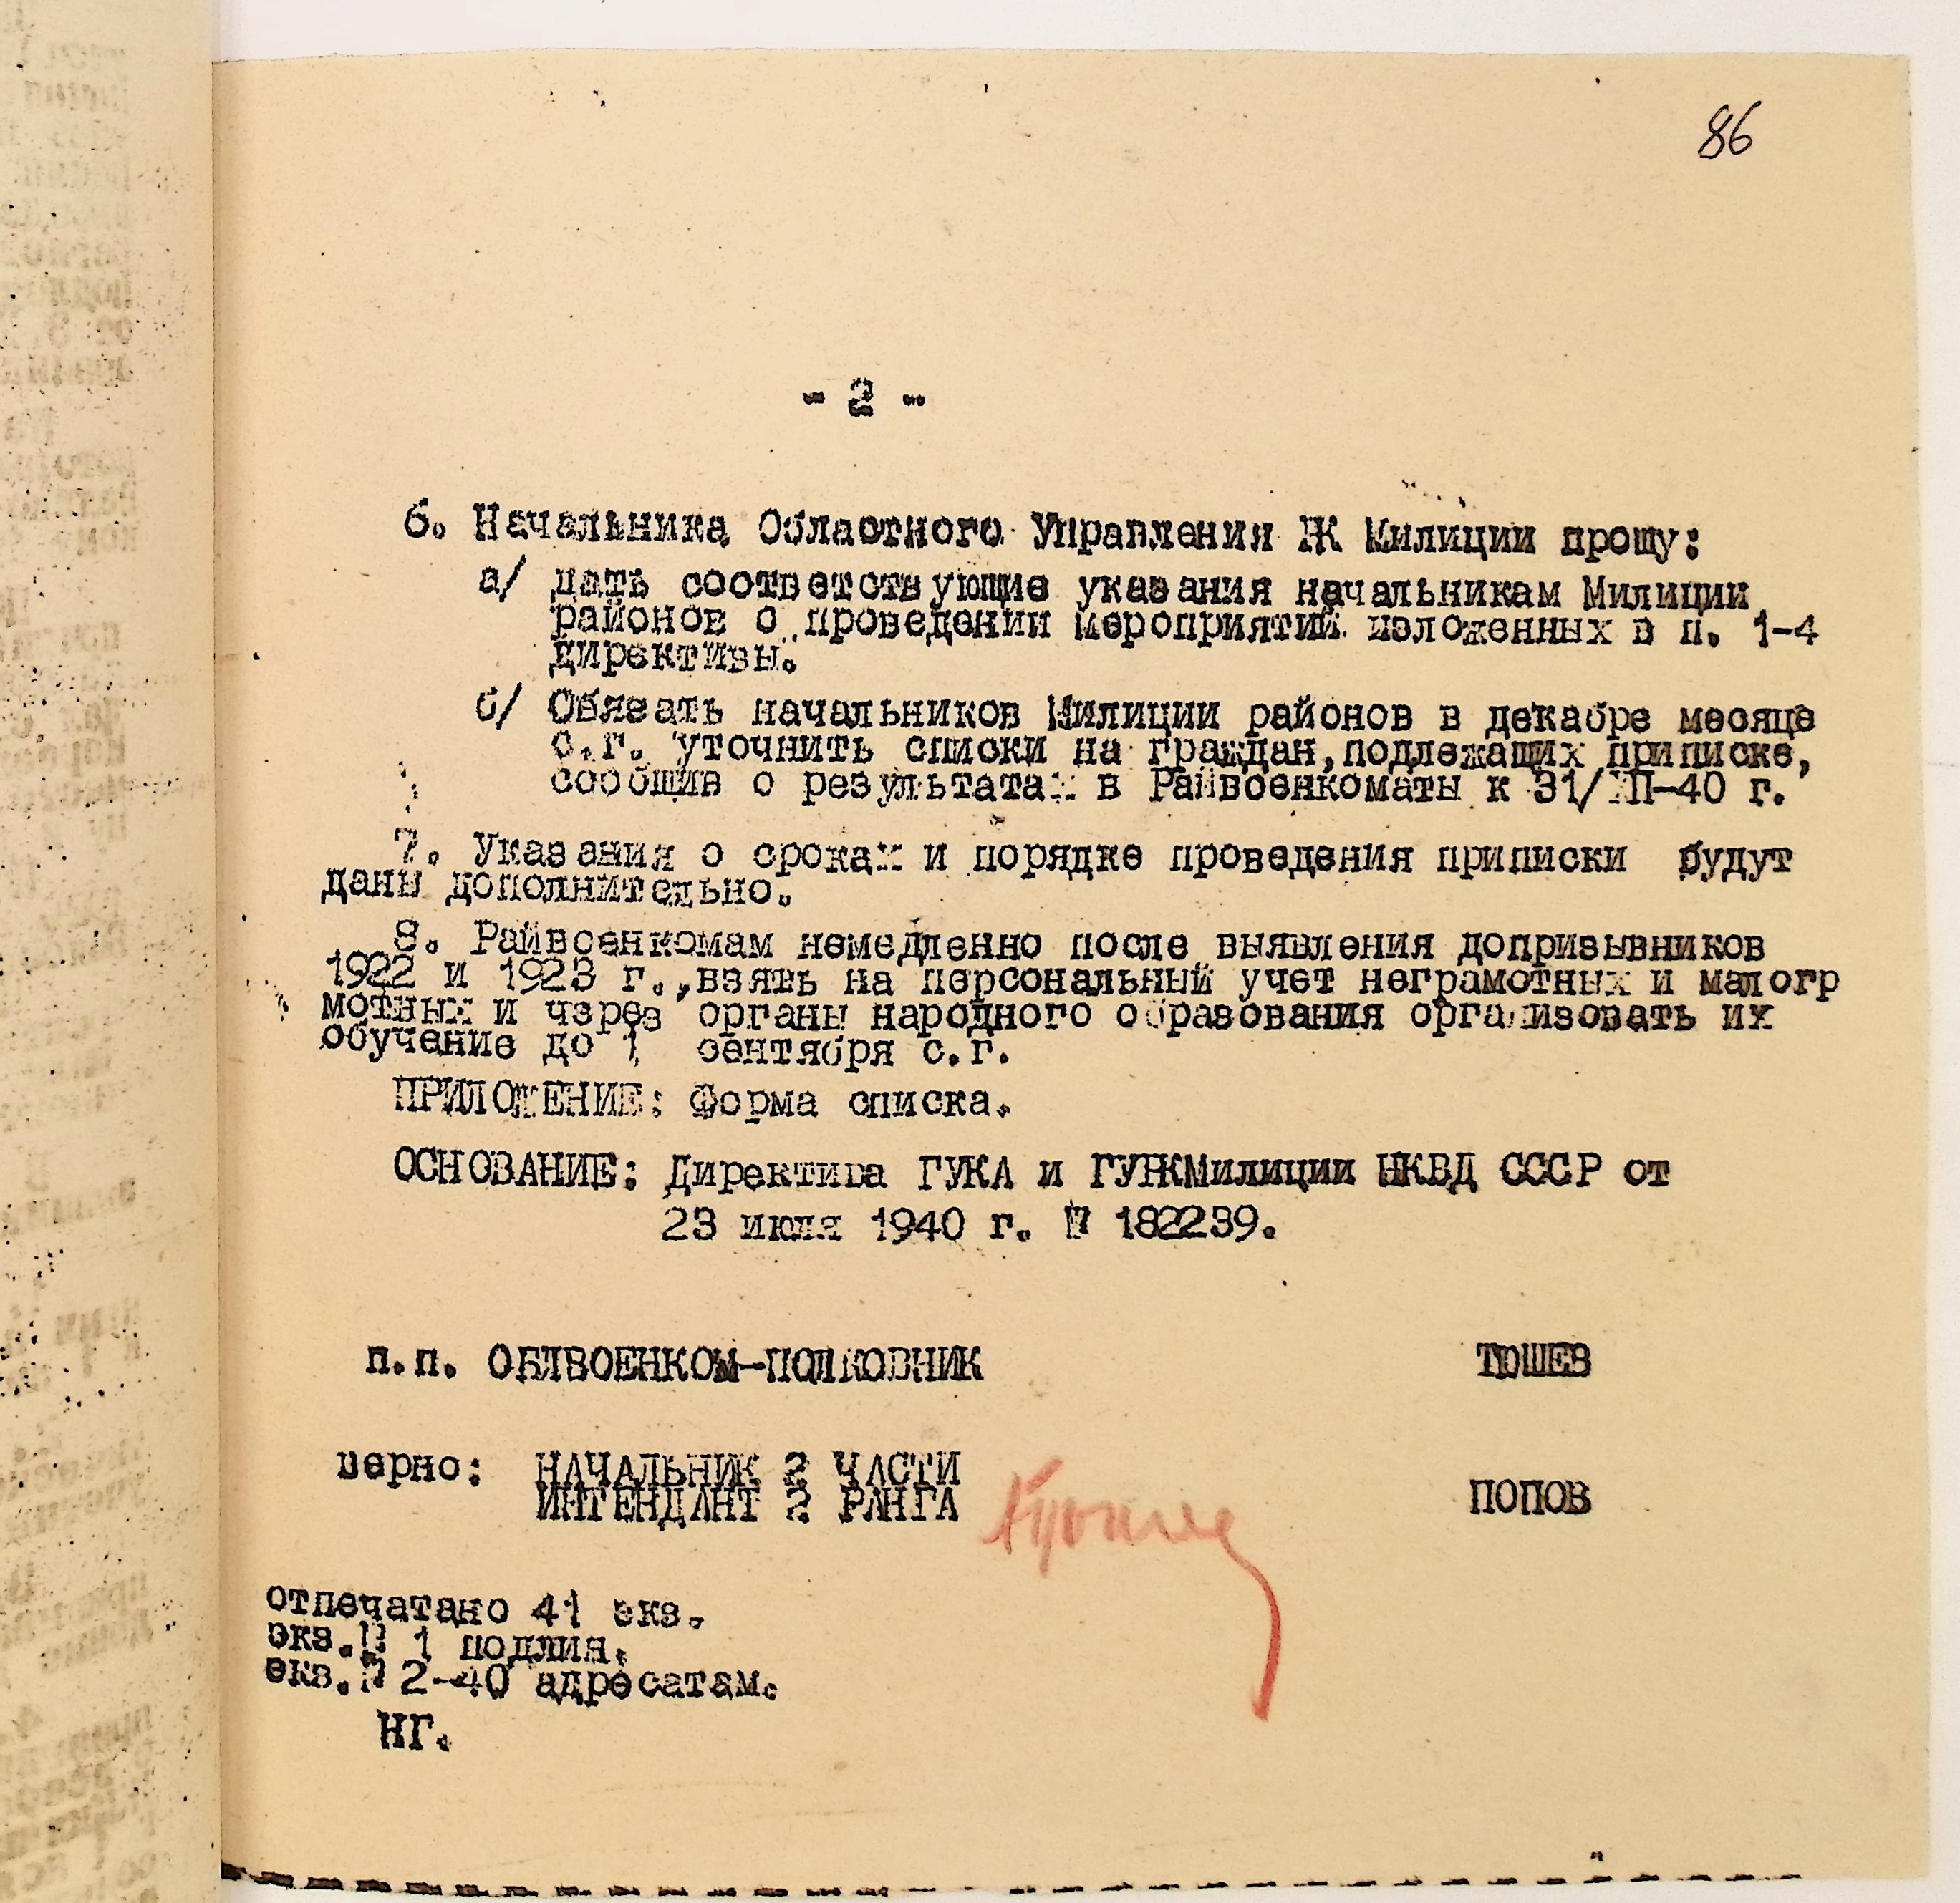 86
- 2 -
6. Начальника Областного Управления РК Милиции прошу:
а/ дать соответствующие указания начальникам Милиции
районов о проведении мероприятий изложенных в п. 1-4
директивы.
б/ Обязать начальников Милиции районов в декабре месяце
с.г. уточнить списки на граждан,подлежащих приписке,
сообщив о результатах в Райвоенкоматы к 31/ХП-40 г.
7. Указания о сроках и порядке проведения приписки будут
даны дополнительно.
8. Райвоенкомам немедленно после выявления допризывников
1922 и 1923 г.,взять на персональный учет неграмотных и малогр
мотных и через органы народного образования организовать их
обучение до 1 сентября с.г.
ПРИЛОЖЕНИЕ: Форма списка.
ОСНОВАНИЕ: Директива ГУКА и ГУРКМилиции НКВД СССР от
23 июля 1940 г. № 182239.
п.п. ОБЛВОЕНКОМ-ПОЛКОВНИК
верно: НАЧАЛЬНИК 2 ЧАСТИ
ИНТЕНДАНТ 2 РАНГА ПОПОВ
отпечатано 41 экз.
экз.№ 1 подлин.
экз.№ 2-40 адресатам.
НГ.